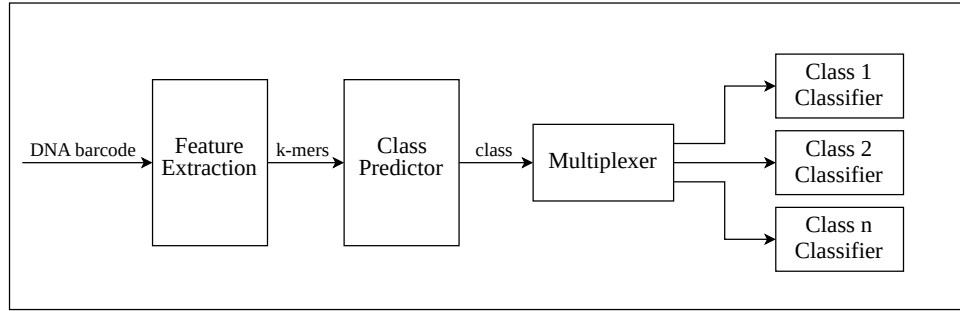 DNA barcode
Feature
Extraction
k-mers
Class
Predictor
class
Multiplexer
Class 1
Classifier
Class 2
Classifier
Class n
Classifier